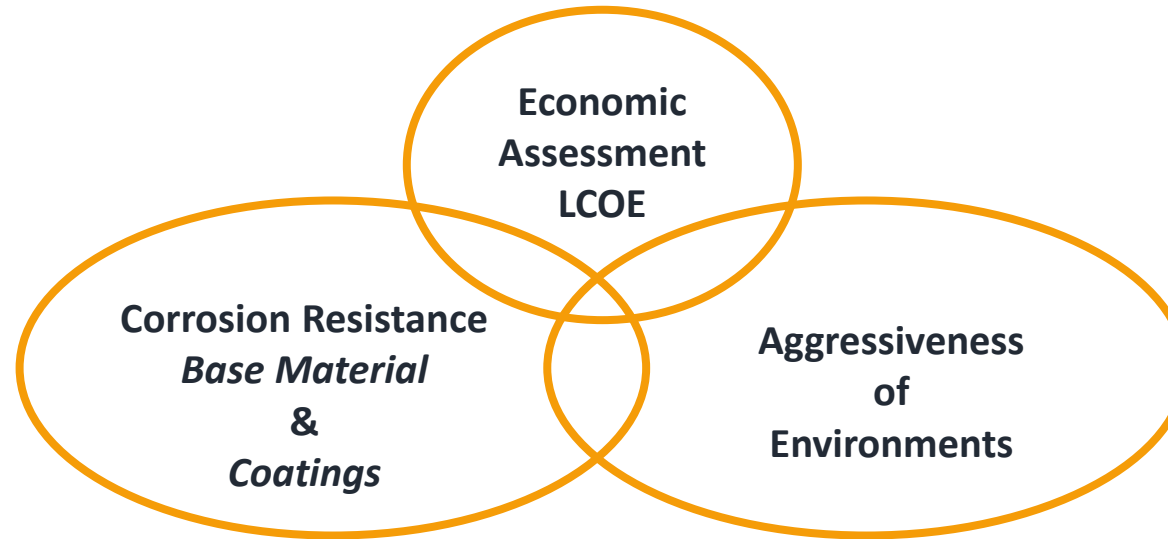 Economic
Assessment
LCOE
Corrosion Resistance
Base Material
&
Coatings
Aggressiveness
of
Environments